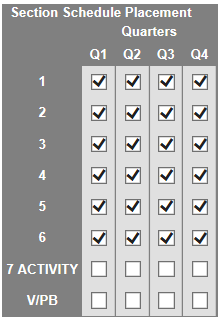 Section Schedule Placement
Quarters
Q1 Q2 Q3 Q4
1
2
3
4
5
6
7 ACTIVITY
V/PB